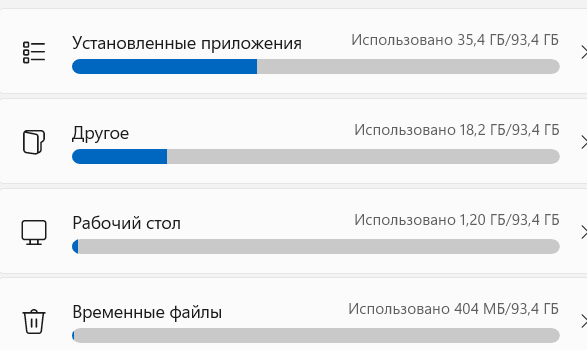 Установленные приложения
Использовано 35,4 ГБ/93,4 ГБ
Другое
Использовано 18,2 ГБ/93,4 ГБ
Рабочий стол
Использовано 1,20 ГБ/93,4 ГБ
Временные файлы
Использовано 404 МБ/93,4 ГБ